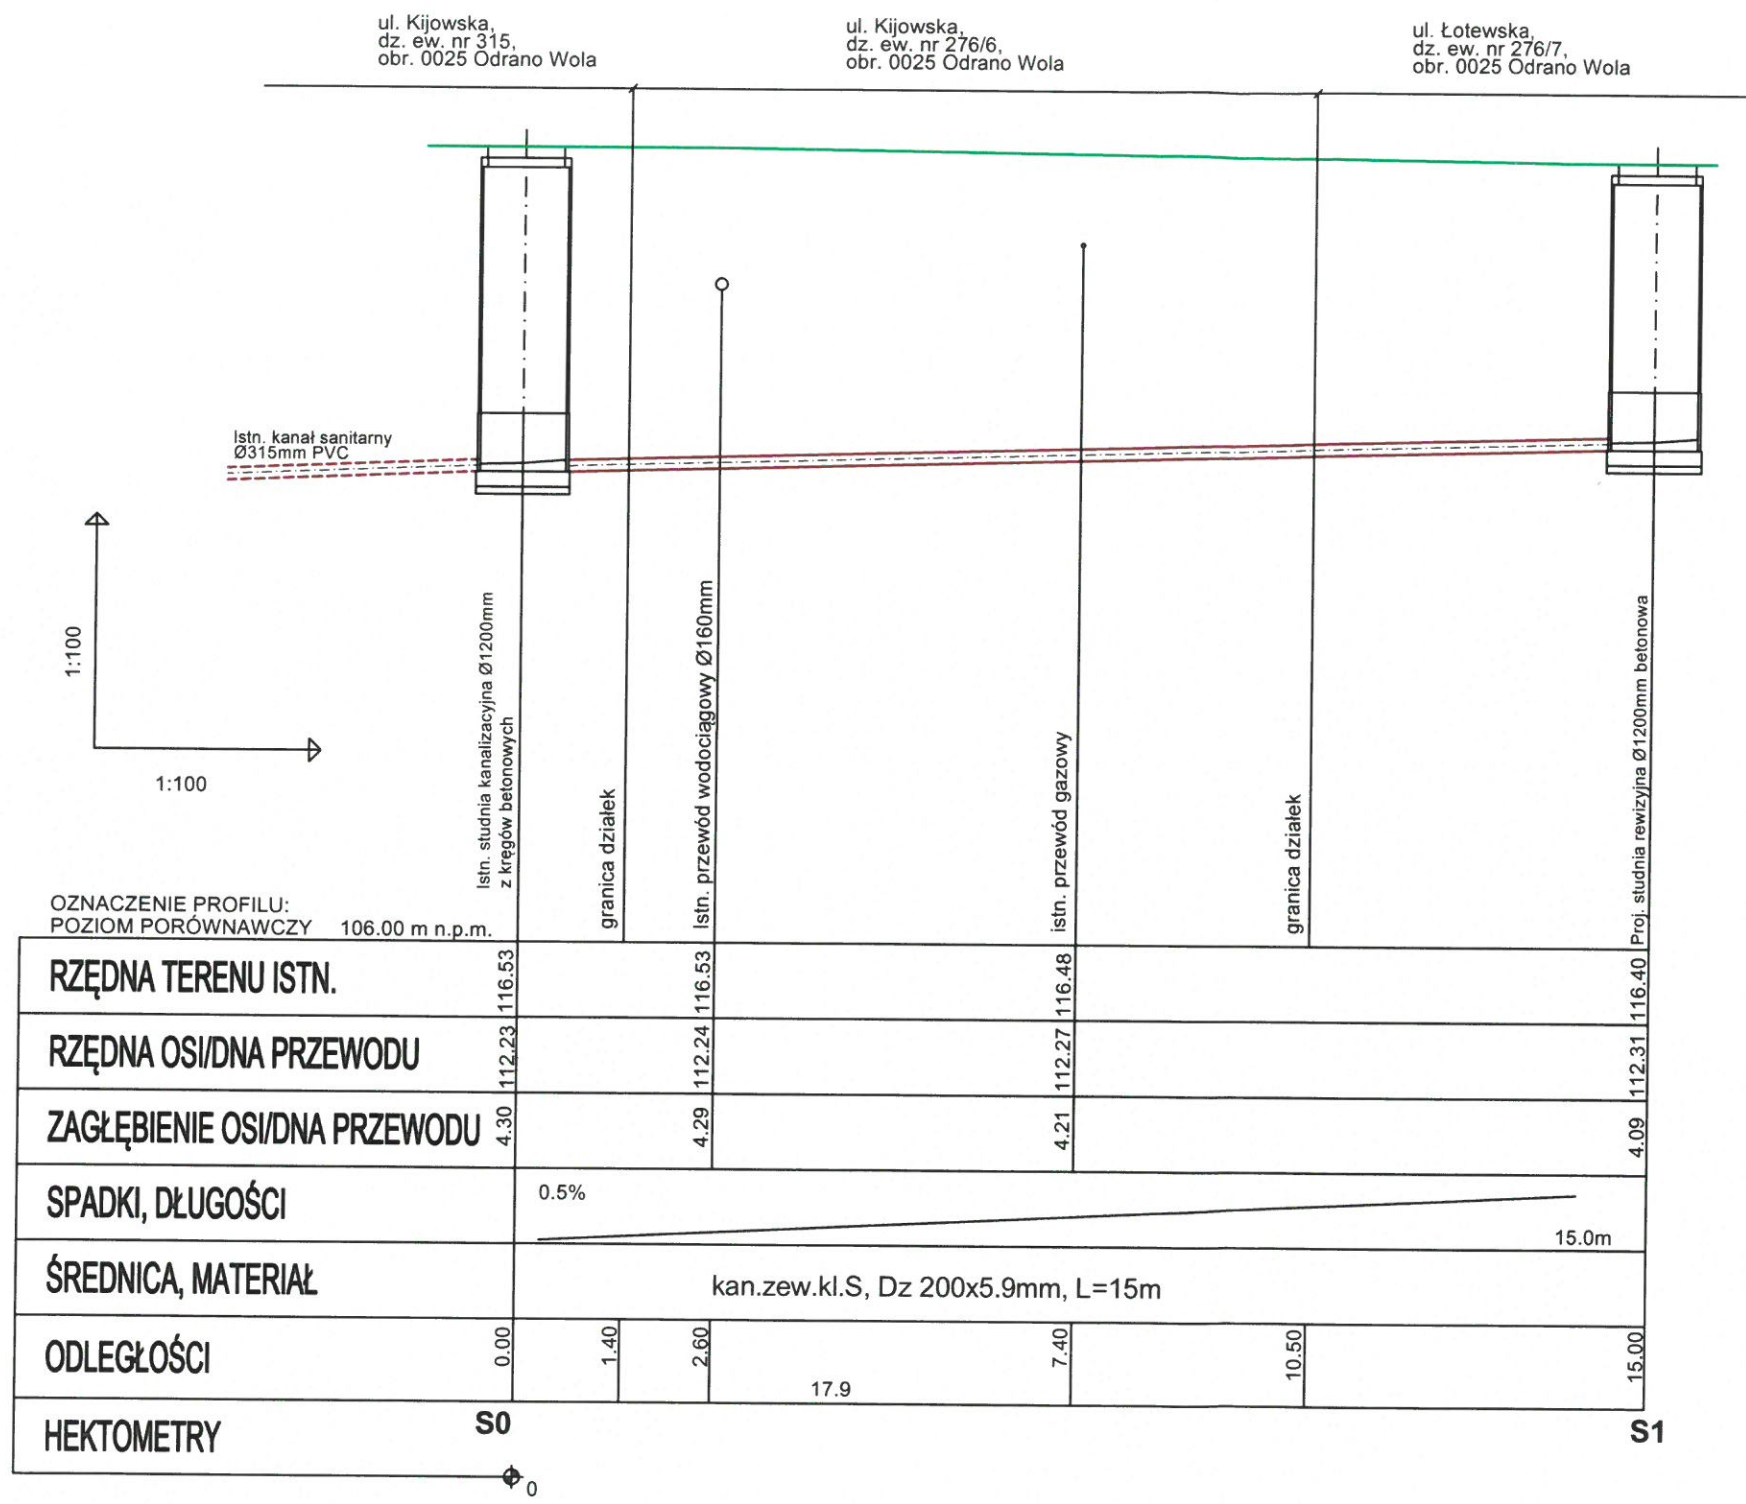 ul. Kijowska,
dz. ew. nr 315,
obr. 0025 Odrano Wola
ul. Kijowska,
dz. ew. nr 276/6,
obr. 0025 Odrano Wola
ul. Łotewska,
dz. ew. nr 276/7,
obr. 0025 Odrano Wola
Istn. kanał sanitarny
Ø315mm PVC
1:100
1:100
Istn. studnia kanalizacyjna Ø1200mm
z kręgów betonowych
granica działek
Istn. przewód wodociągowy Ø160mm
istn. przewód gazowy
granica działek
Proj. studnia rewizyjna Ø1200mm betonowa
OZNACZENIE PROFILU:
POZIOM PORÓWNAWCZY 106.00 m n.p.m.
RZĘDNA TERENU ISTN. 116.53 116.53 116.48 116.40
RZĘDNA OSI/DNA PRZEWODU 112.23 112.24 112.27 112.31
ZAGŁĘBIENIE OSI/DNA PRZEWODU 4.30 4.29 4.21 4.09
SPADKI, DŁUGOŚCI 0.5% 15.0m
ŚREDNICA, MATERIAŁ kan.zew.kl.S, Dz 200x5.9mm, L=15m
ODLEGŁOŚCI 0.00 1.40 2.60 7.40 10.50 15.00
17.9
HEKTOMETRY S0 S1
0